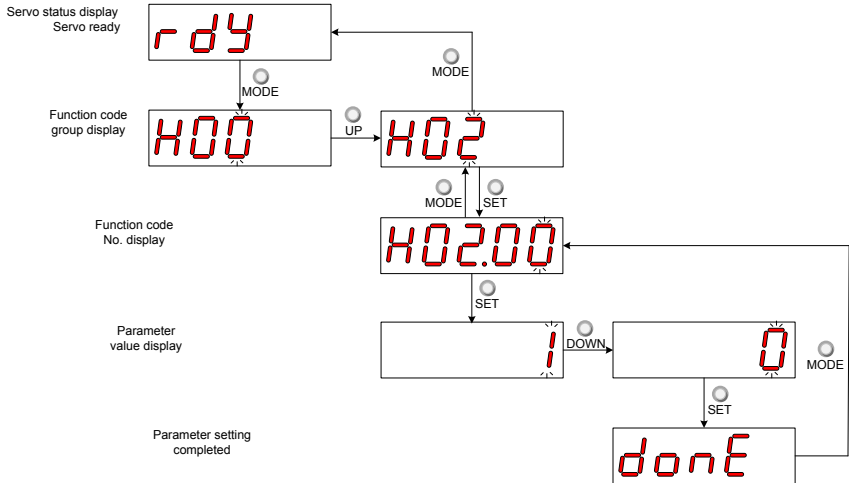 Servo status display
Servo ready
rdy
MODE
MODE
Function code
group display
H00
UP
H02
MODE
SET
Function code
No. display
H02.00
SET
Parameter
value display
1
DOWN
0
MODE
SET
Parameter setting
completed
donE